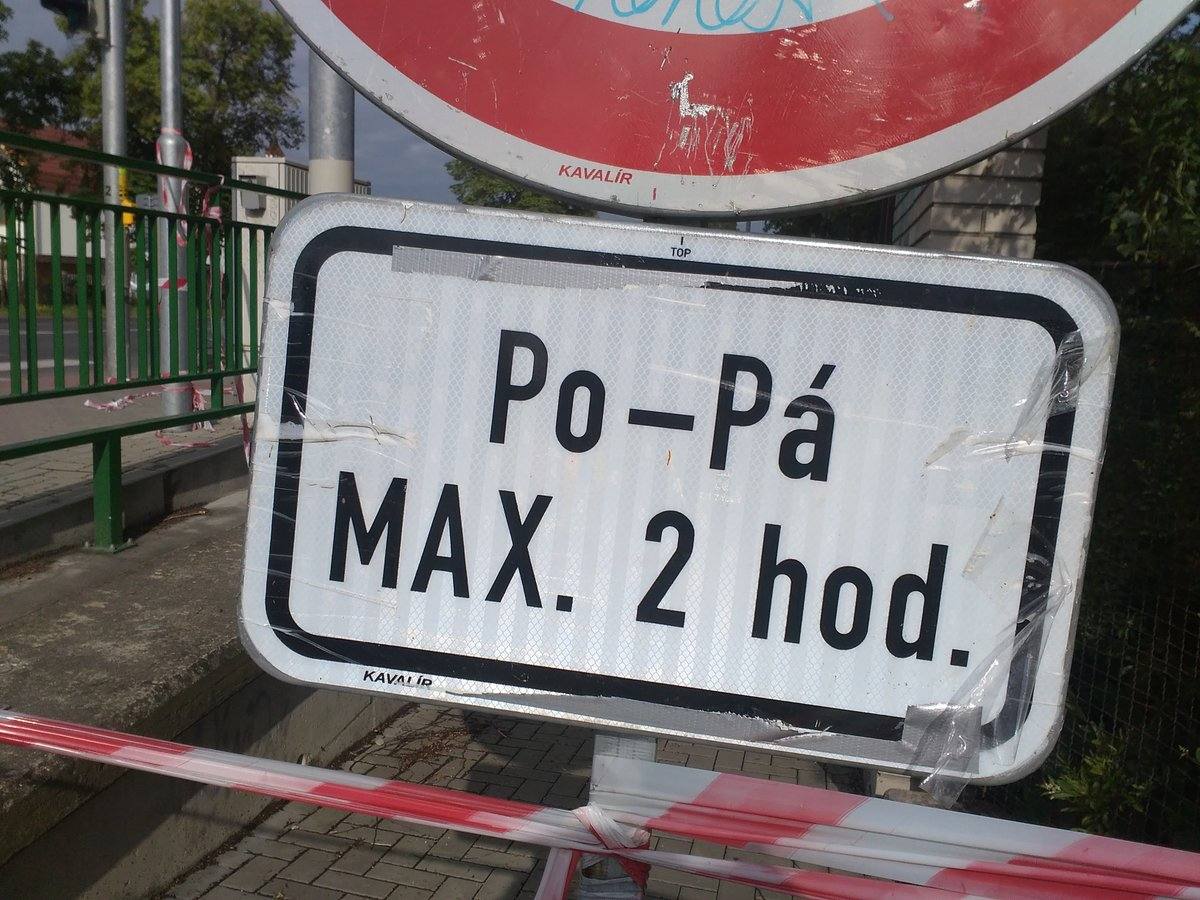 KAVALÍR
TOP
Po–Pá
MAX. 2 hod.
KAVALÍR